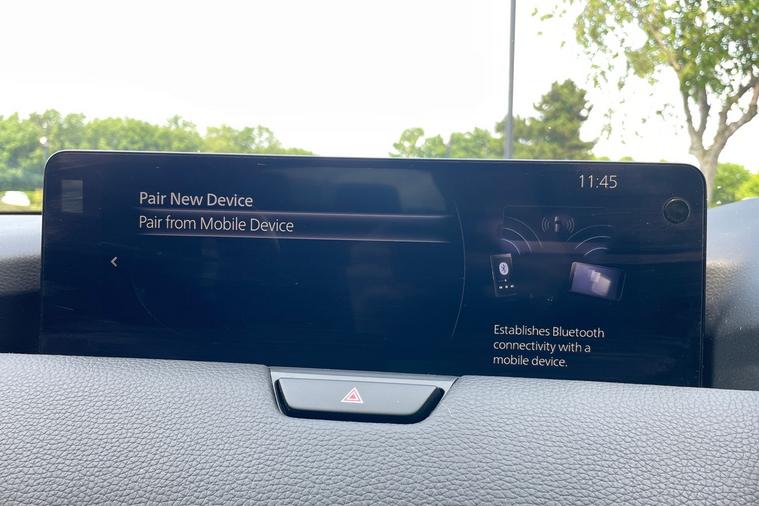 11:45
Pair New Device
Pair from Mobile Device
Establishes Bluetooth
connectivity with a
mobile device.